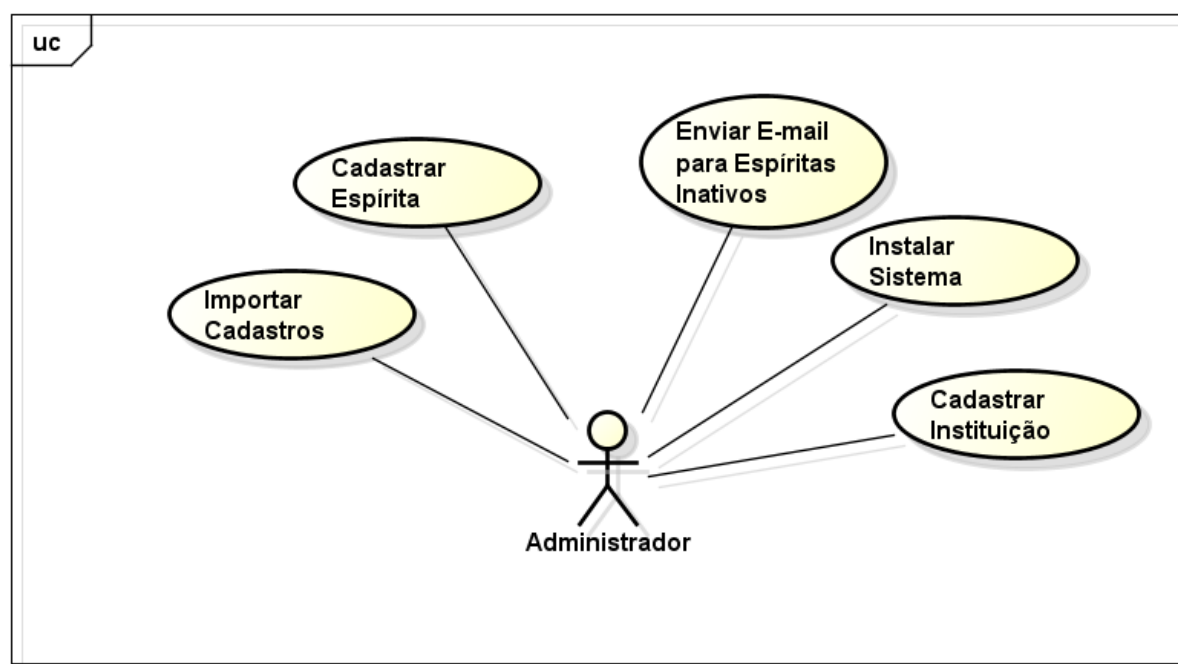 uc
Cadastrar
Espírita
Enviar E-mail
para Espíritas
Inativos
Instalar
Sistema
Importar
Cadastros
Cadastrar
Instituição
Administrador